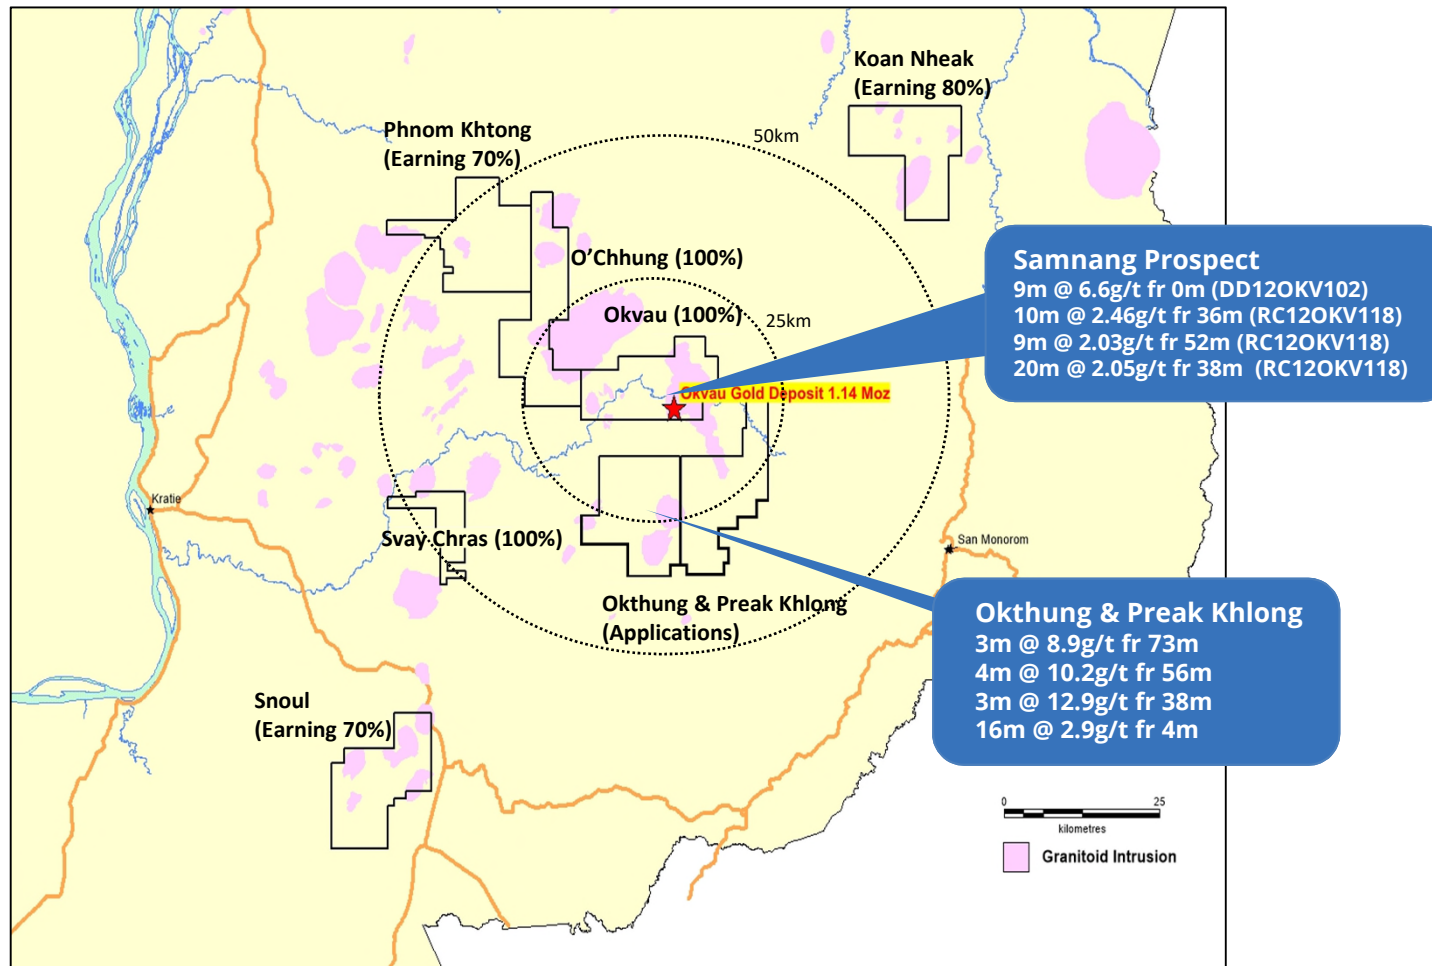 Koan Nheak
(Earning 80%)
Phnom Khtong
(Earning 70%)
50km
O'Chhung (100%)
Okvau (100%)
25km
Okvau Gold Deposit 1.14 Moz
Samnang Prospect
9m @ 6.6g/t fr 0m (DD12OKV102)
10m @ 2.46g/t fr 36m (RC12OKV118)
9m @ 2.03g/t fr 52m (RC12OKV118)
20m @ 2.05g/t fr 38m (RC12OKV118)
Kratie
Svay Chras (100%)
San Monorom
Okthung & Preak Khlong
(Applications)
Okthung & Preak Khlong
3m @ 8.9g/t fr 73m
4m @ 10.2g/t fr 56m
3m @ 12.9g/t fr 38m
16m @ 2.9g/t fr 4m
Snoul
(Earning 70%)
0 25
kilometres
Granitoid Intrusion